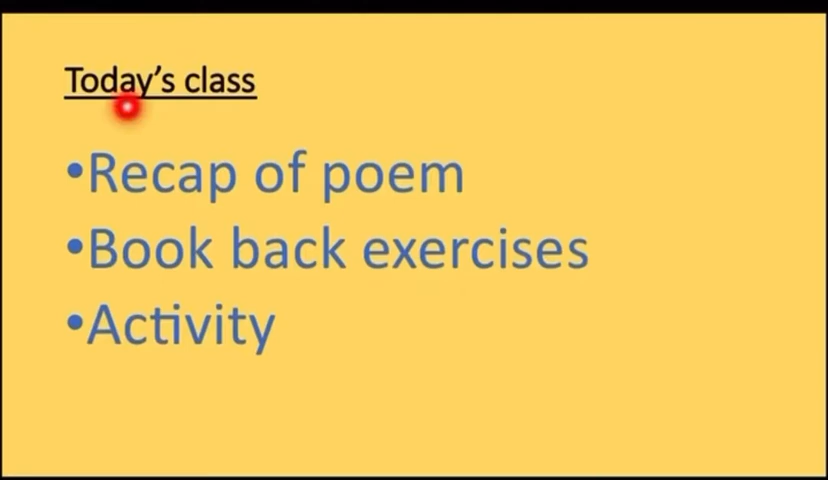 Today's class
•Recap of poem
•Book back exercises
•Activity